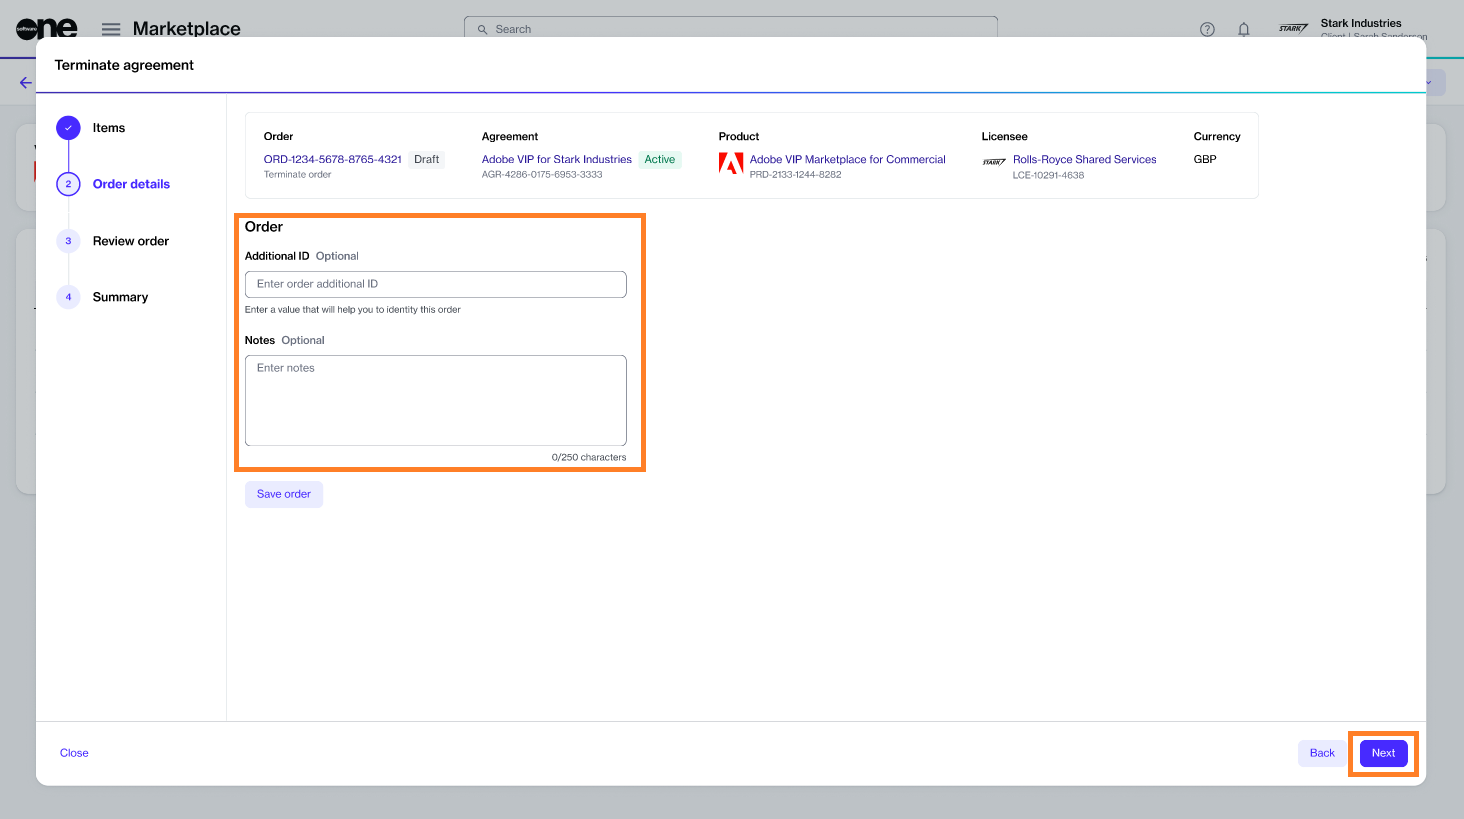 software one
Marketplace
Search
STARK
Stark Industries
Client | Sarah Sanderson
Terminate agreement
Items
2 Order details
3 Review order
4 Summary
Order Agreement Product Licensee Currency
ORD-1234-5678-8765-4321 Draft Adobe VIP for Stark Industries Active Adobe VIP Marketplace for Commercial STARK Rolls-Royce Shared Services GBP
Terminate order AGR-4286-0175-6953-3333 PRD-2133-1244-8282 LCE-10291-4638
Order
Additional ID Optional
Enter order additional ID
Enter a value that will help you to identity this order
Notes Optional
Enter notes
0/250 characters
Save order
Close Back Next